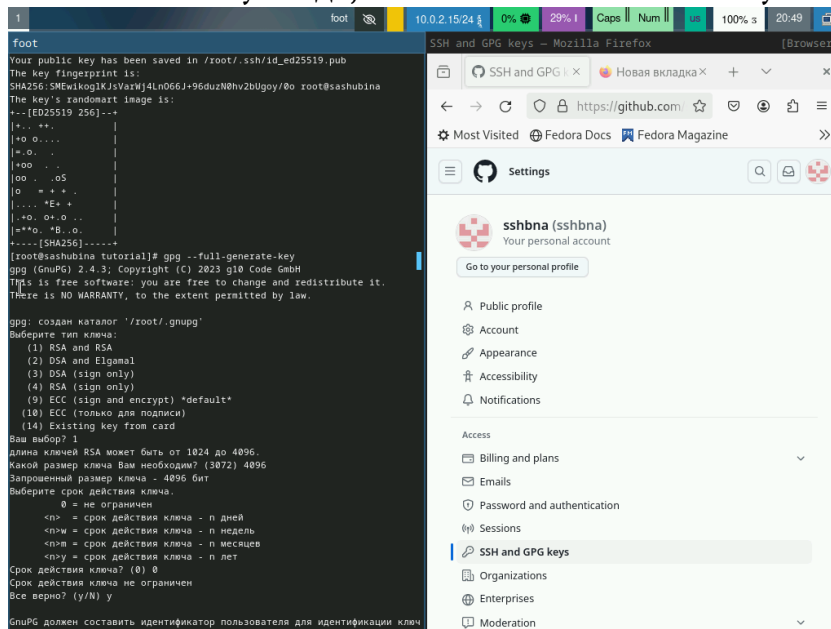 1
foot
10.0.2.15/24
0%
29%
Caps
Num
us
100%
20:49
foot
SSH and GPG keys — Mozilla Firefox
[Browser
Your public key has been saved in /root/.ssh/id_ed25519.pub
The key fingerprint is:
The key's randomart image is:
+--[ED25519 256]--+
|+.. ++.          |
|+o o....         |
|=.o.  .          |
|+oo  . .         |
|oo .  .oS        |
|o   = + + .      |
|.... *E+ +       |
|.+o. o+.o ..     |
|=**o. *B..o.     |
+----[SHA256]-----+
[root@sashubina tutorial]# gpg --full-generate-key
gpg (GnuPG) 2.4.3; Copyright (C) 2023 g10 Code GmbH
This is free software: you are free to change and redistribute it.
There is NO WARRANTY, to the extent permitted by law.
gpg: создан каталог '/root/.gnupg'
Выберите тип ключа:
(1) RSA and RSA
(2) DSA and Elgamal
(3) DSA (sign only)
(4) RSA (sign only)
(9) ECC (sign and encrypt) *default*
(10) ECC (только для подписи)
(14) Existing key from card
Ваш выбор? 1
длина ключей RSA может быть от 1024 до 4096.
Какой размер ключа Вам необходим? (3072) 4096
Запрошенный размер ключа - 4096 бит
Выберите срок действия ключа.
0 = не ограничен
<n> = срок действия ключа - n дней
<n>w = срок действия ключа - n недель
<n>m = срок действия ключа - n месяцев
<n>y = срок действия ключа - n лет
Срок действия ключа? (0) 0
Срок действия ключа не ограничен
Все верно? (y/N) y
GnuPG должен составить идентификатор пользователя для идентификации ключ
SSH and GPG
Новая вкладка
https://github.com
Most Visited
Fedora Docs
Fedora Magazine
Settings
sshbna (sshbna)
Your personal account
Go to your personal profile
Public profile
Account
Appearance
Accessibility
Notifications
Access
Billing and plans
Emails
Password and authentication
Sessions
SSH and GPG keys
Organizations
Enterprises
Moderation